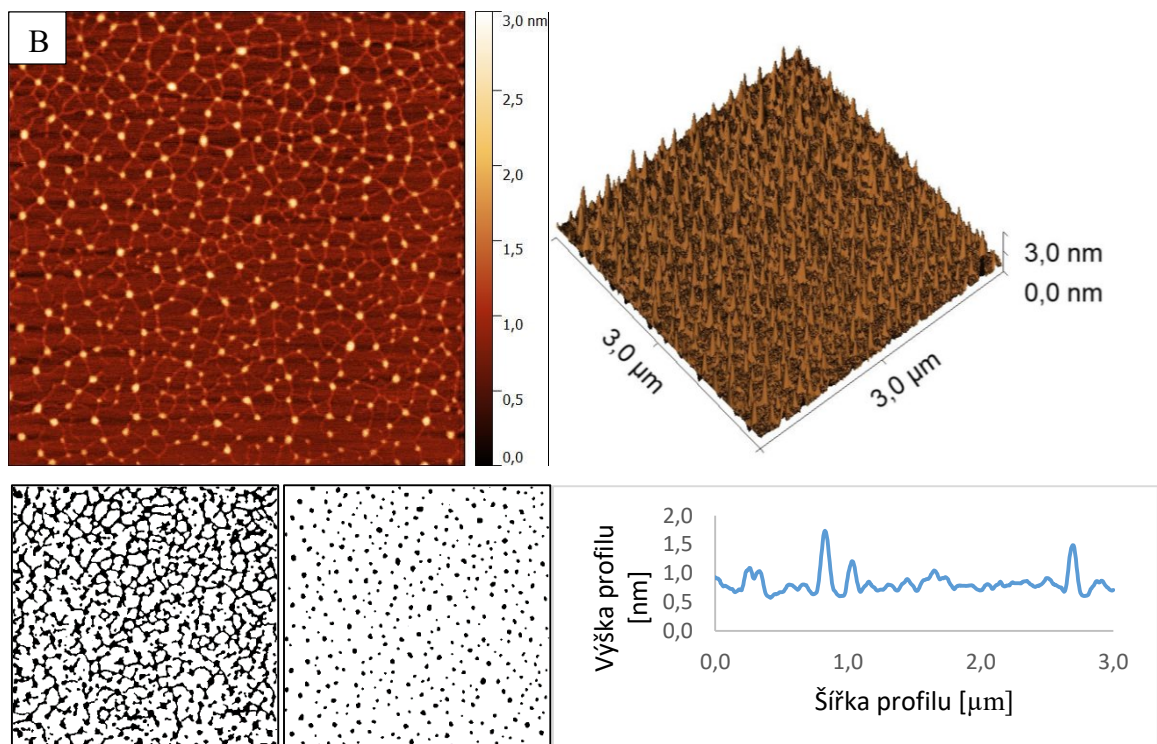 B
3,0 nm
2,5
2,0
1,5
1,0
0,5
0,0
3,0 nm
0,0 nm
3,0 µm
3,0 µm
Výška profilu
[nm]
2,0
1,5
1,0
0,5
0,0
0,0
1,0
2,0
3,0
Šířka profilu [µm]